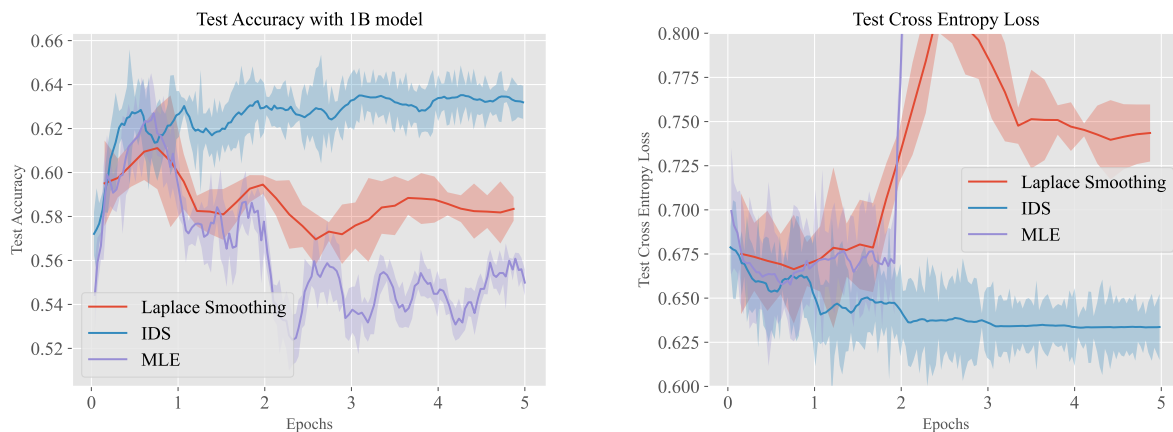 Test Accuracy with 1B model
0.66
0.64
0.62
0.60
0.58
0.56
0.54
0.52
Test Accuracy
Laplace Smoothing
IDS
MLE
0 1 2 3 4 5
Epochs
Test Cross Entropy Loss
0.800
0.775
0.750
0.725
0.700
0.675
0.650
0.625
0.600
Test Cross Entropy Loss
Laplace Smoothing
IDS
MLE
0 1 2 3 4 5
Epochs